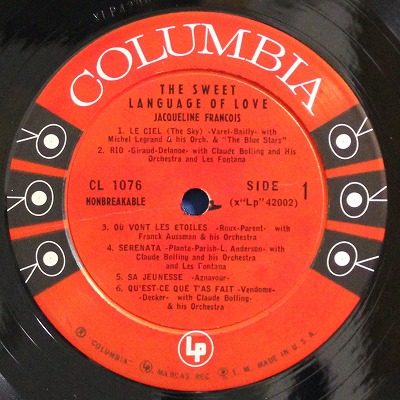 COLUMBIA
THE SWEET
LANGUAGE OF LOVE
JACQUELINE FRANCOIS
1. LE CIEL (The Sky) -Varel-Bailly- with
Michel Legrand & his Orch. & "The Blue Stars"
2. RIO -Giraud-Delanoe- with Claude Bolling and His
Orchestra and Les Fontana
CL 1076
NONBREAKABLE
SIDE 1
(x"Lp" 42002)
3. OÙ VONT LES ETOILES -Roux-Parent- with
Franck Aussman & his Orchestra
4. SERENATA -Plante-Parish-L. Anderson- with
Claude Bolling and his Orchestra
and Les Fontana
5. SA JEUNESSE -Aznavour-
6. QU'EST-CE QUE T'AS FAIT -Vendome-
-Decker- with Claude Bolling
& his Orchestra
LP
® "COLUMBIA" MARCAS REG. T. M. MADE IN U.S.A.